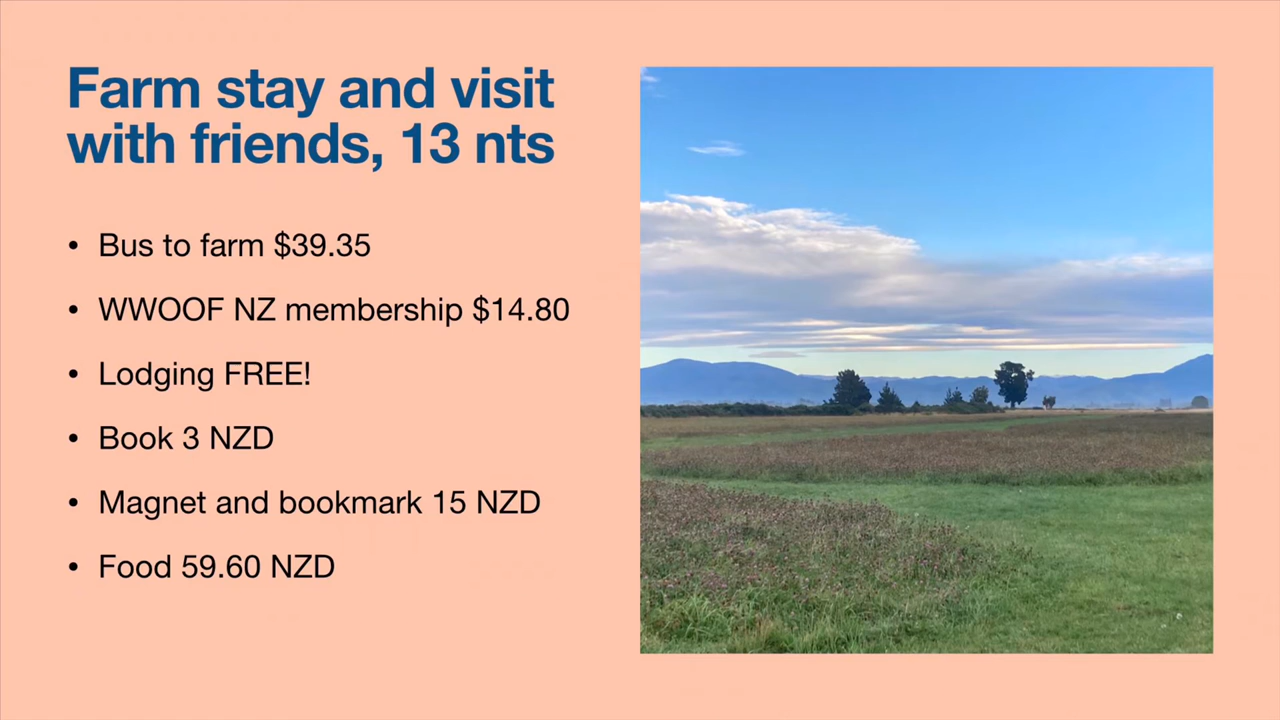 Farm stay and visit
with friends, 13 nts
• Bus to farm $39.35
• WWOOF NZ membership $14.80
• Lodging FREE!
• Book 3 NZD
• Magnet and bookmark 15 NZD
• Food 59.60 NZD